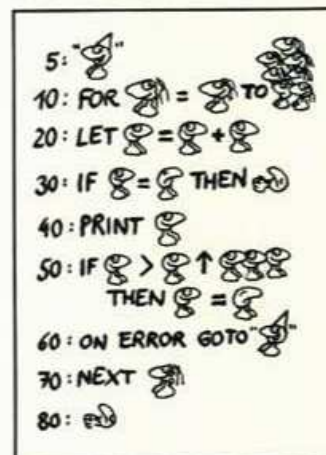 5: " "
10: FOR = TO
20: LET = +
30: IF = THEN
40: PRINT
50: IF > ↑
THEN =
60: ON ERROR GOTO " "
70: NEXT
80: